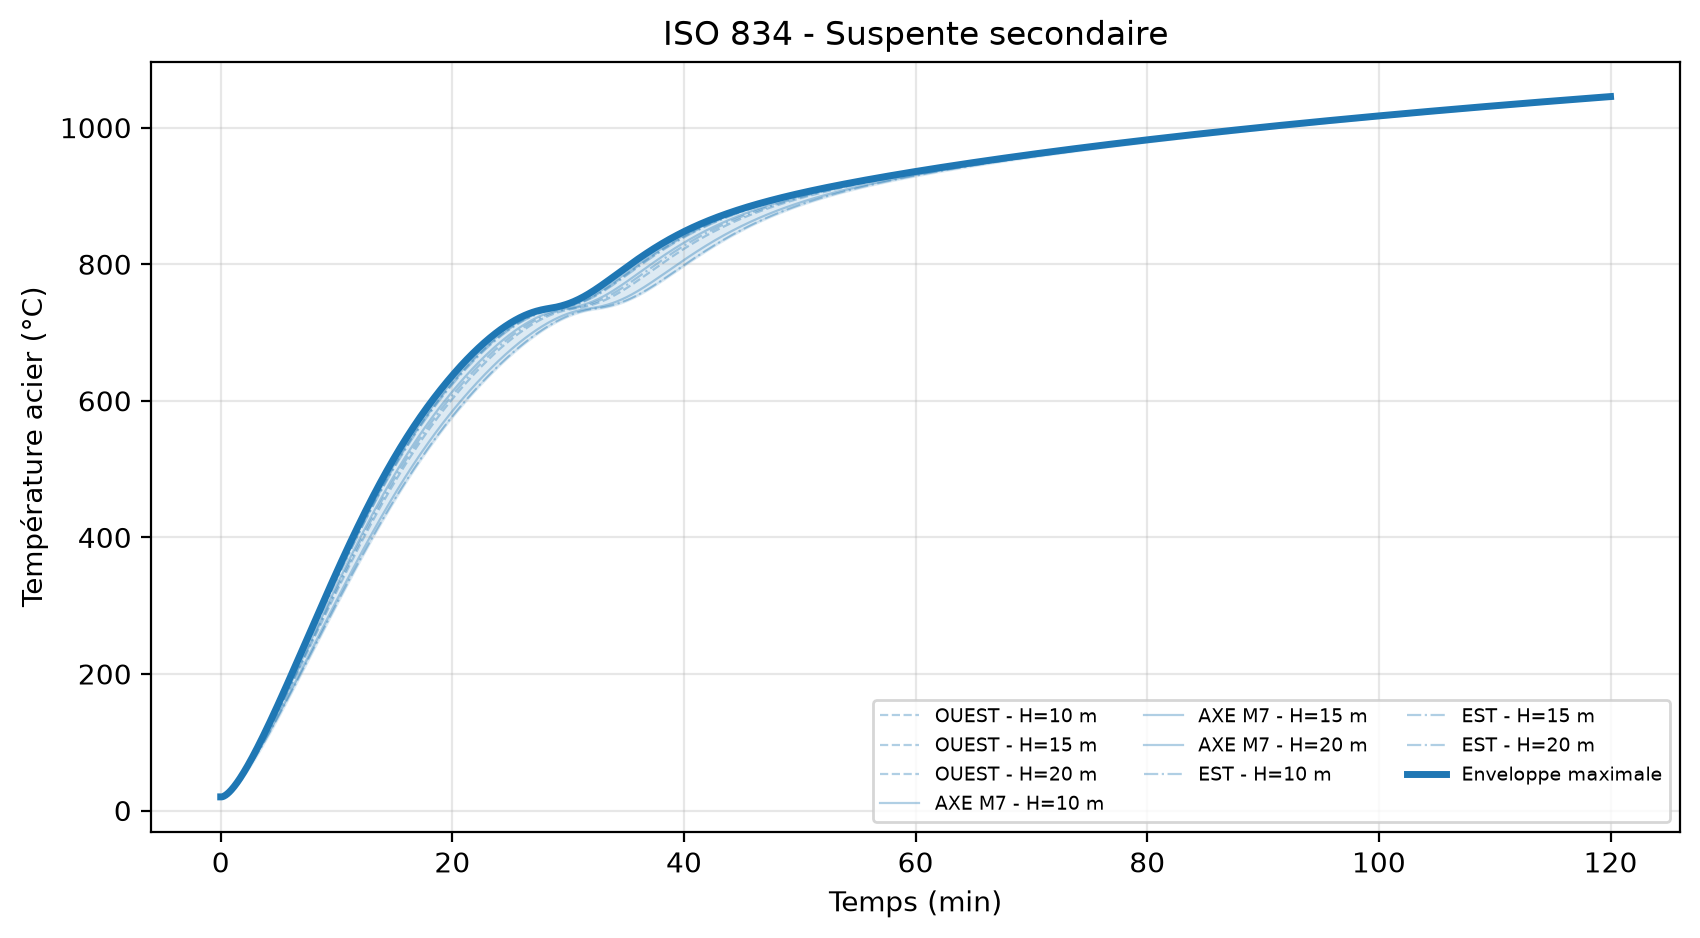 ISO 834 - Suspente secondaire
Température acier (°C)
1000
800
600
400
200
0
0 20 40 60 80 100 120
Temps (min)
OUEST - H=10 m
OUEST - H=15 m
OUEST - H=20 m
AXE M7 - H=10 m
AXE M7 - H=15 m
AXE M7 - H=20 m
EST - H=10 m
EST - H=15 m
EST - H=20 m
Enveloppe maximale